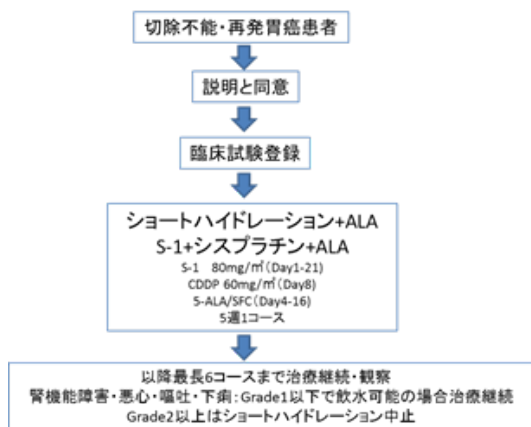 切除不能・再発胃癌患者
説明と同意
臨床試験登録
ショートハイドレーション+ALA
S-1+シスプラチン+ALA
S-1　80mg/㎡(Day1-21)
CDDP 60mg/㎡(Day8)
5-ALA/SFC(Day4-16)
5週1コース
以降最長6コースまで治療継続・観察
腎機能障害・悪心・嘔吐・下痢:Grade1以下で飲水可能の場合治療継続
Grade2以上はショートハイドレーション中止